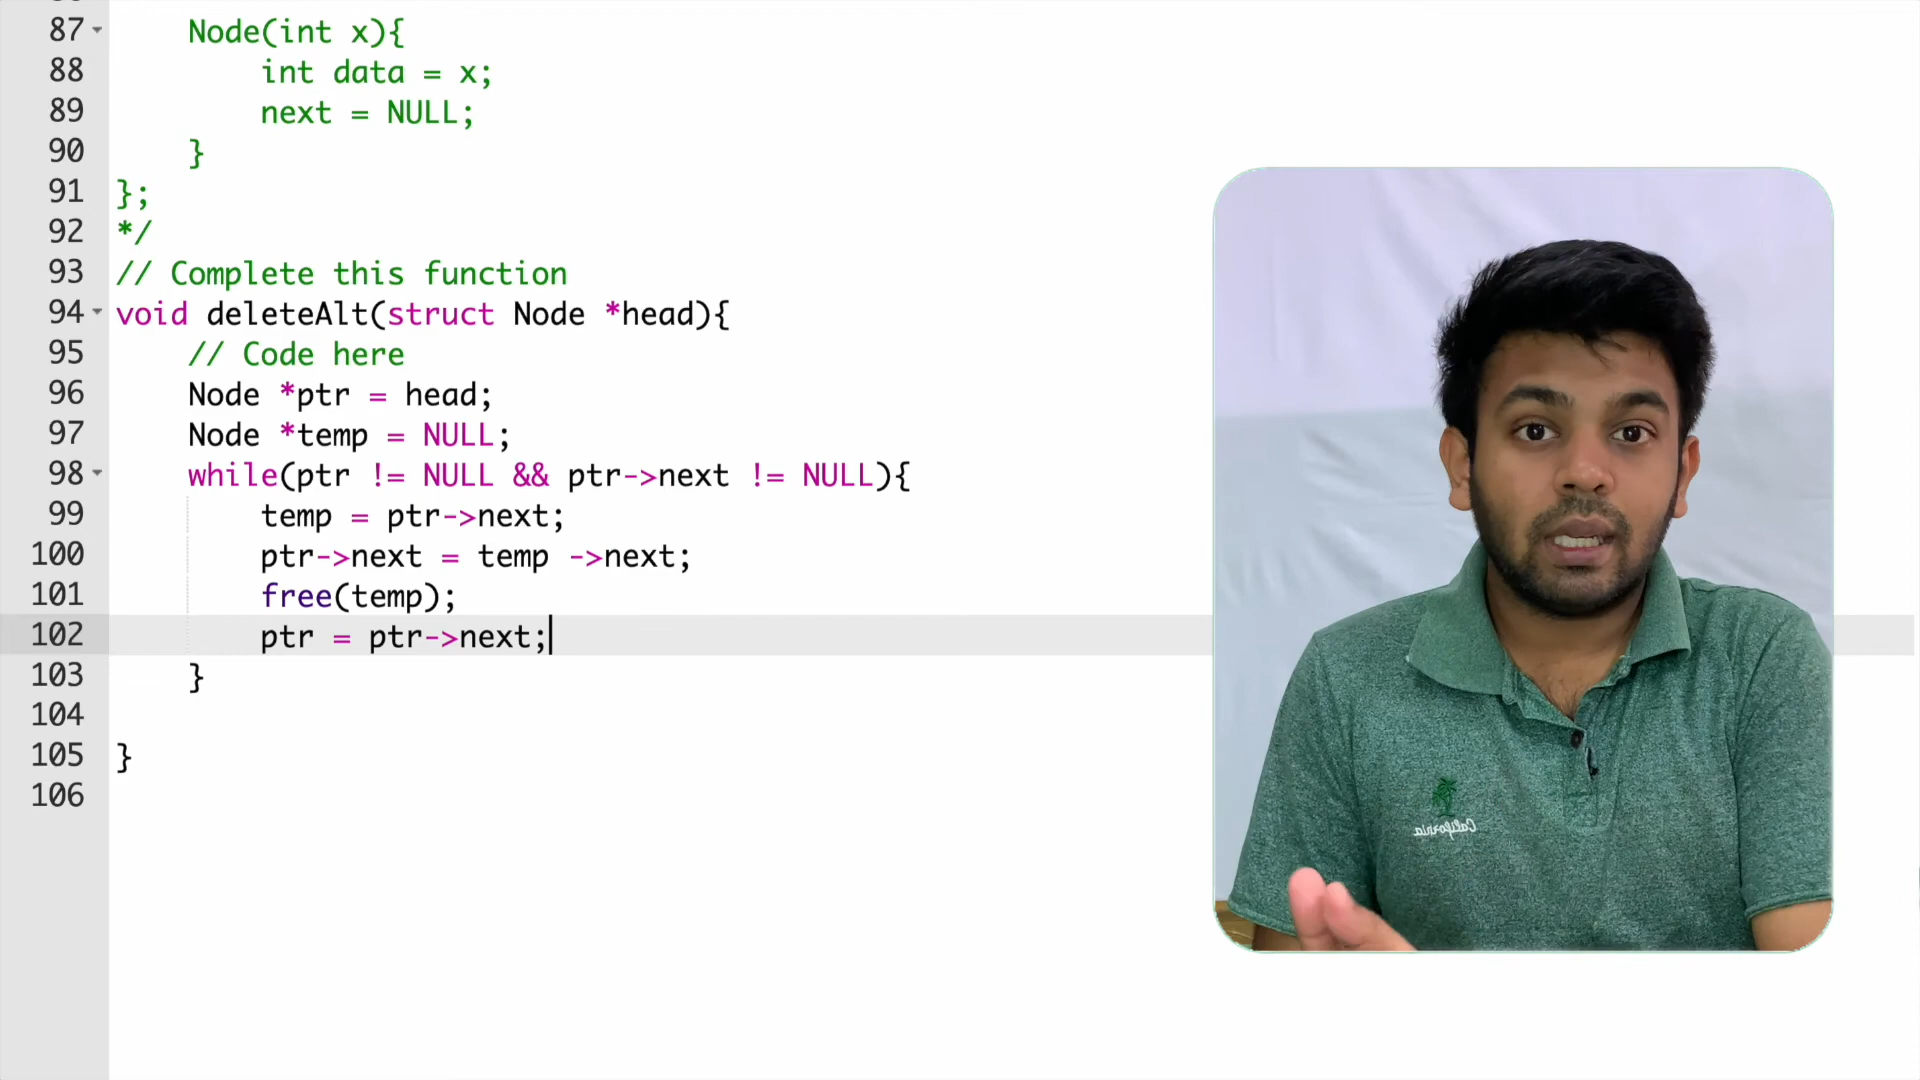 87 Node(int x){
88 int data = x;
89 next = NULL;
90 }
91 };
92 */
93 // Complete this function
94 void deleteAlt(struct Node *head){
95 // Code here
96 Node *ptr = head;
97 Node *temp = NULL;
98 while(ptr != NULL && ptr->next != NULL){
99 temp = ptr->next;
100 ptr->next = temp ->next;
101 free(temp);
102 ptr = ptr->next;
103 }
104
105 }
106
California